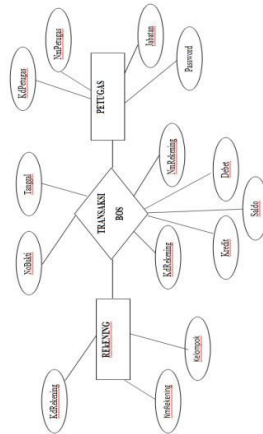 KdPetugas
NmPetugas
Jabatan
Password
PETUGAS
Tanggal
NoBukti
TRANSAKSI
BOS
NmRekening
Debet
Saldo
Kredit
KdRekening
REKENING
KdRekening
NmRekening
Kelompok